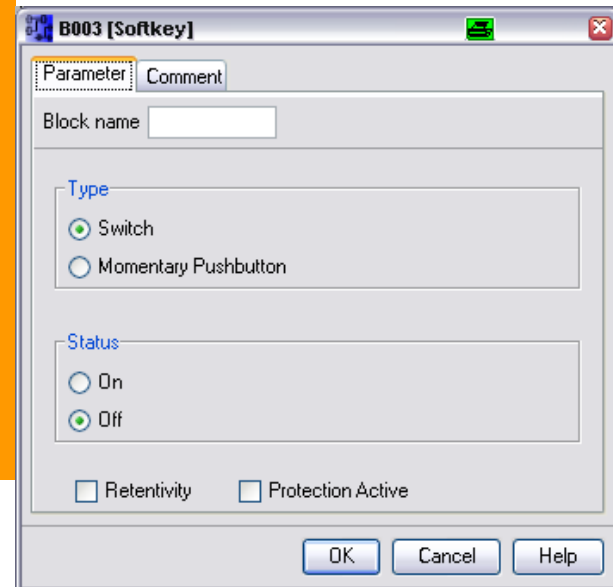 B003 [Softkey]
Parameter Comment
Block name
Type
Switch
Momentary Pushbutton
Status
On
Off
Retentivity Protection Active
OK Cancel Help